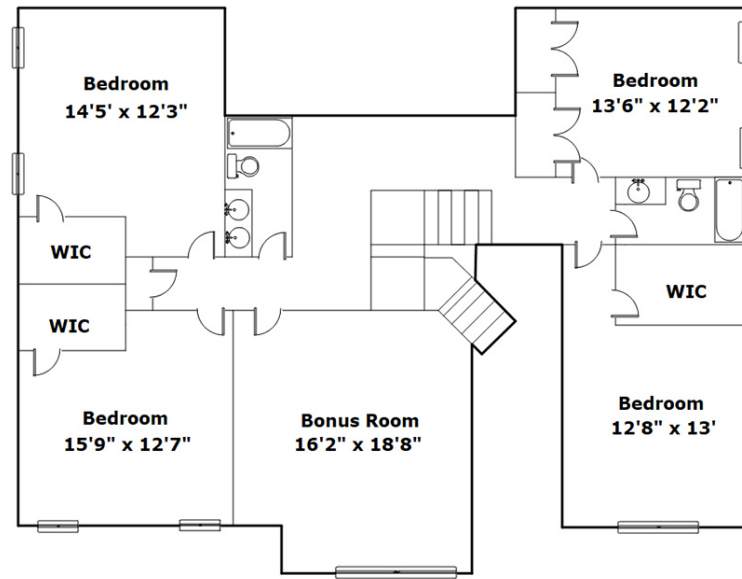 Bedroom
14'5' x 12'3"
Bedroom
13'6" x 12'2"
WIC
WIC
WIC
Bedroom
15'9" x 12'7"
Bonus Room
16'2" x 18'8"
Bedroom
12'8" x 13'